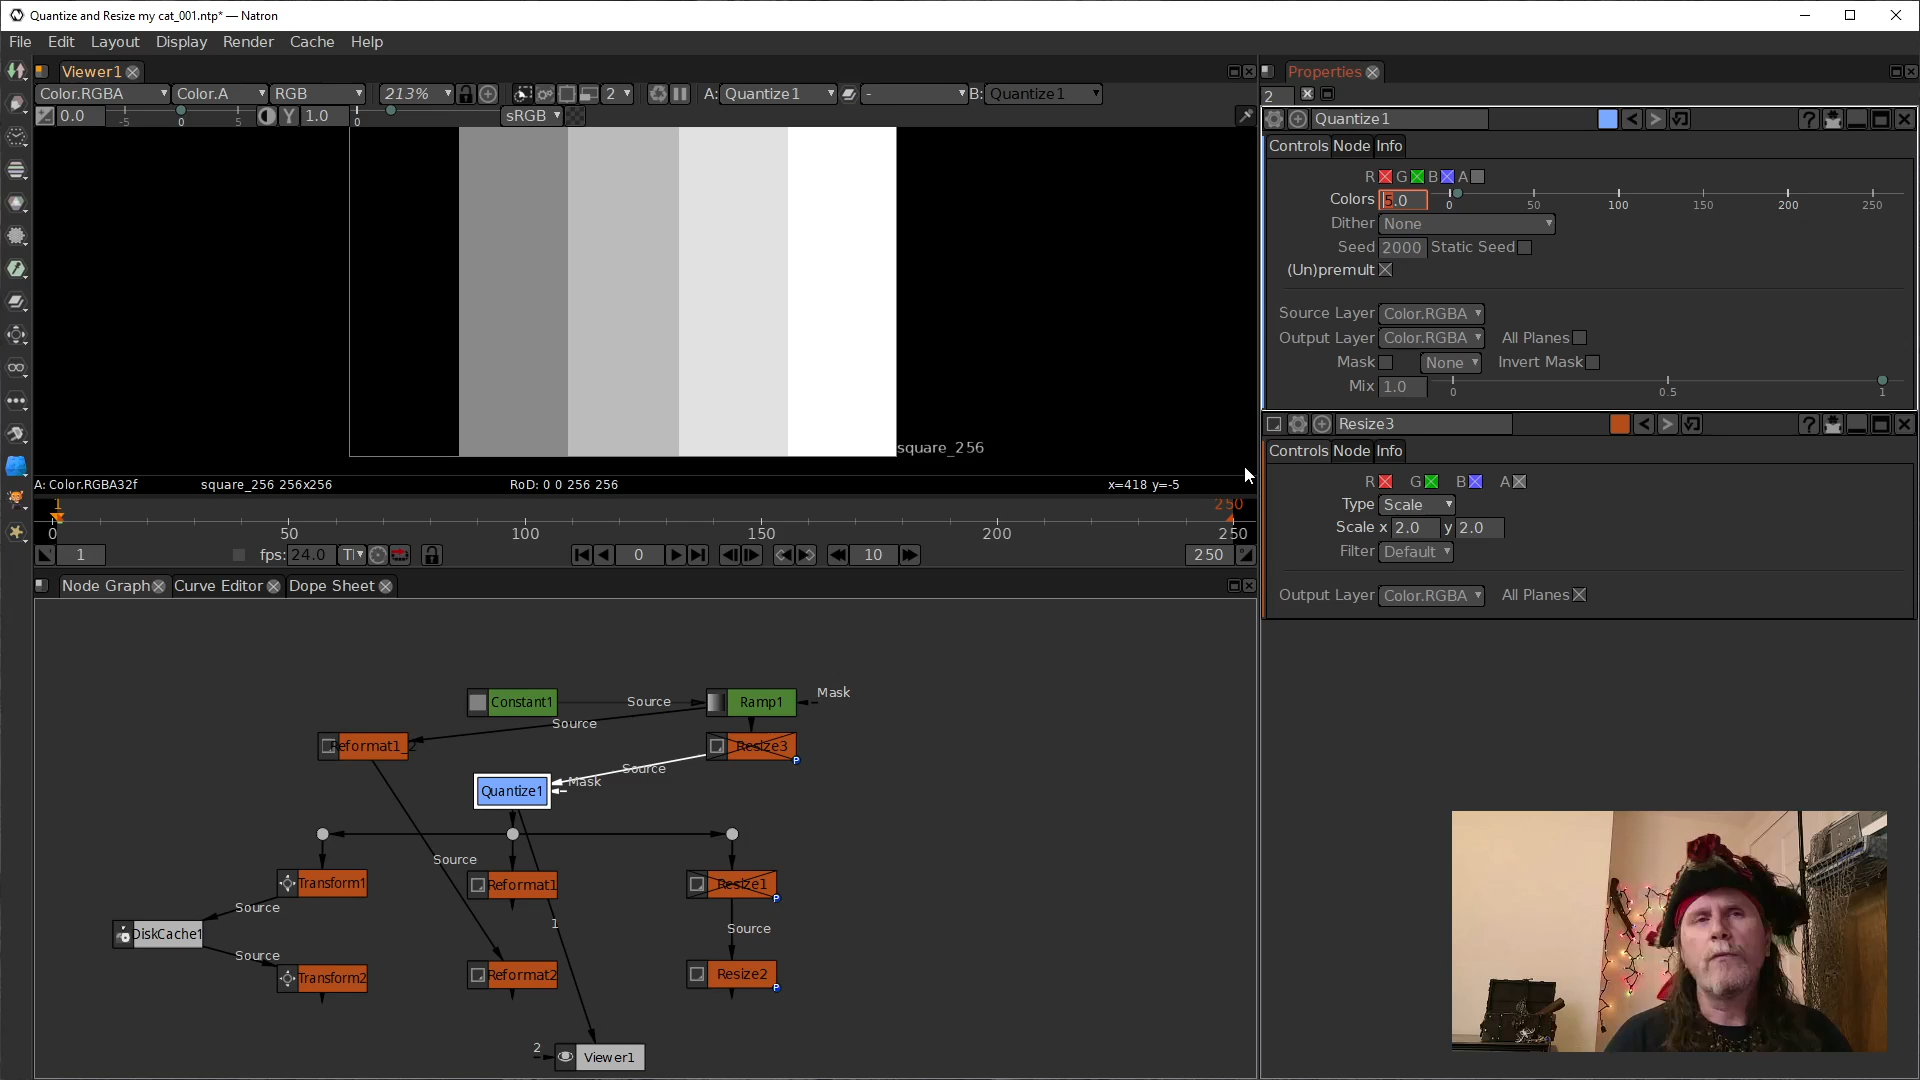 Quantize and Resize my cat_001.ntp* — Natron
File Edit Layout Display Render Cache Help
Viewer1
Color.RGBA Color.A RGB 213% 2 A: Quantize1 - B: Quantize1
0.0 -5 0 5 Y 1.0 0 sRGB
square_256
A: Color.RGBA32f square_256 256x256 RoD: 0 0 256 256 x=418 y=-5
1 250
0 50 100 150 200 250
1 fps: 24.0 0 10 250
Node Graph Curve Editor Dope Sheet
Constant1 Source Ramp1 Mask
Source
Reformat1_2 Resize3 P
Source
Quantize1 Mask
Source
Transform1 Reformat1 Resize1 P
Source
1
Source
DiskCache1
Source
Transform2 Reformat2 Resize2 P
2 Viewer1
Properties
2
Quantize1 < > ?
Controls Node Info
R G B A
Colors 5.0 0 50 100 150 200 250
Dither None
Seed 2000 Static Seed
(Un)premult
Source Layer Color.RGBA
Output Layer Color.RGBA All Planes
Mask None Invert Mask
Mix 1.0 0 0.5 1
Resize3 < > ?
Controls Node Info
R G B A
Type Scale
Scale x 2.0 y 2.0
Filter Default
Output Layer Color.RGBA All Planes